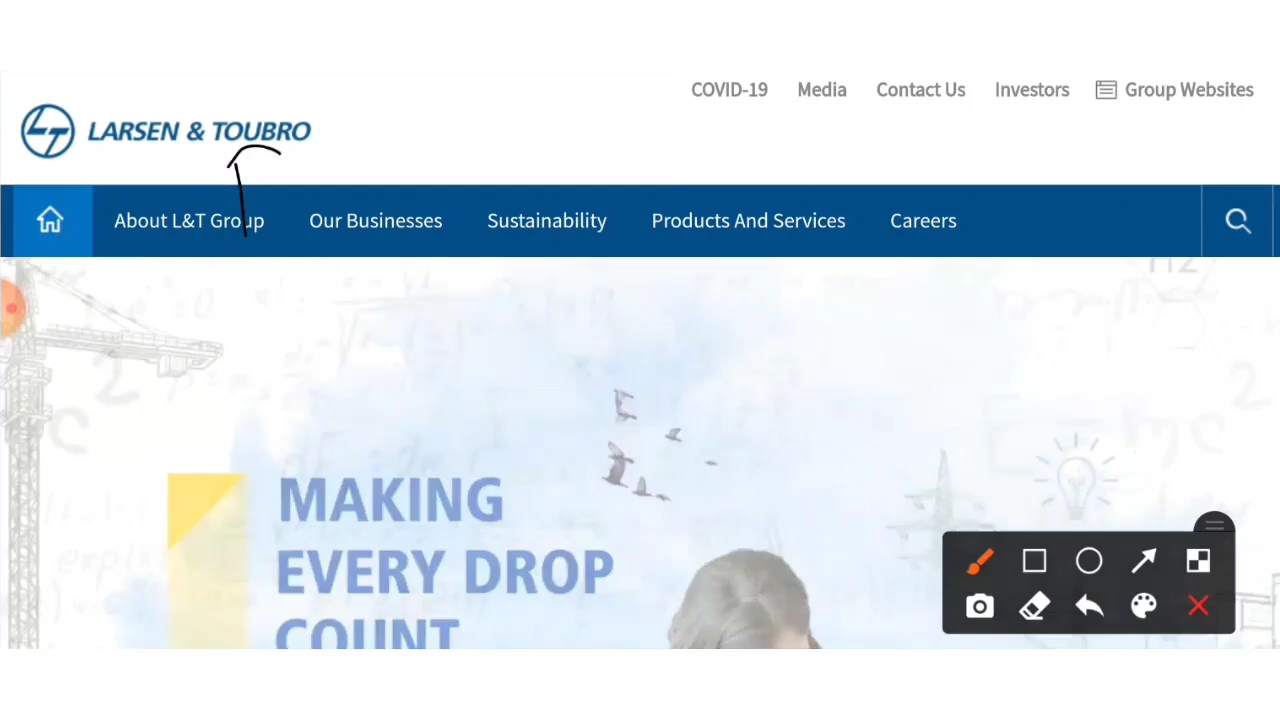 COVID-19 Media Contact Us Investors Group Websites
LT LARSEN & TOUBRO
About L&T Group Our Businesses Sustainability Products And Services Careers
MAKING
EVERY DROP
COUNT